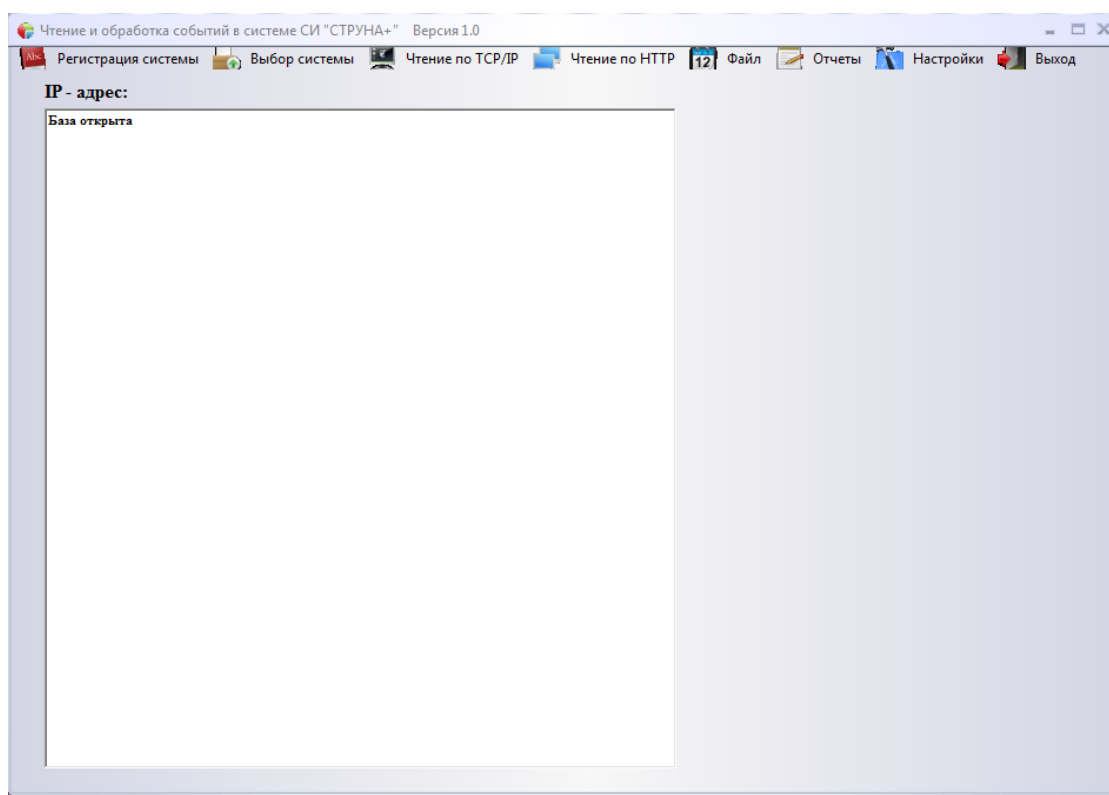 Чтение и обработка событий в системе СИ "СТРУНА+" Версия 1.0
Abc Регистрация системы Выбор системы Чтение по TCP/IP Чтение по HTTP 12 Файл Отчеты Настройки Выход
IP - адрес:
База открыта